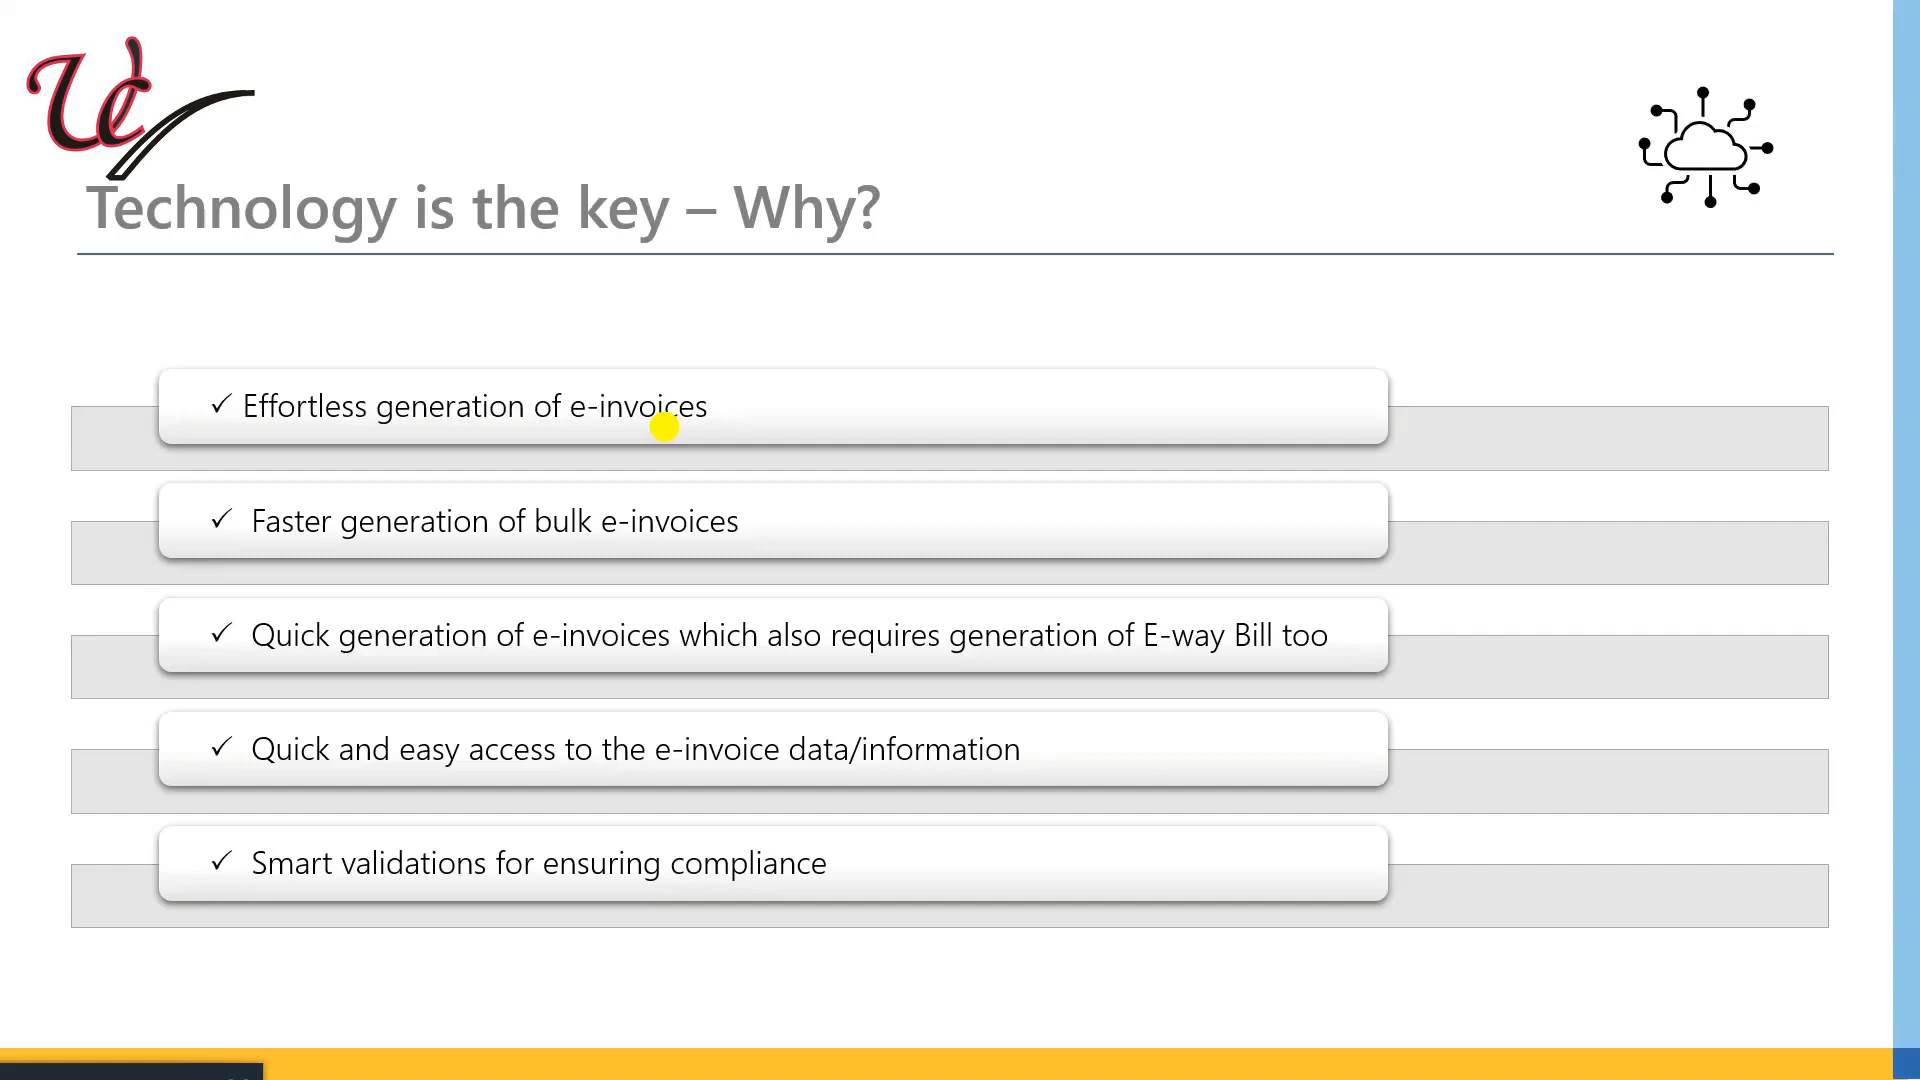 Technology is the key – Why?
✓ Effortless generation of e-invoices
✓ Faster generation of bulk e-invoices
✓ Quick generation of e-invoices which also requires generation of E-way Bill too
✓ Quick and easy access to the e-invoice data/information
✓ Smart validations for ensuring compliance